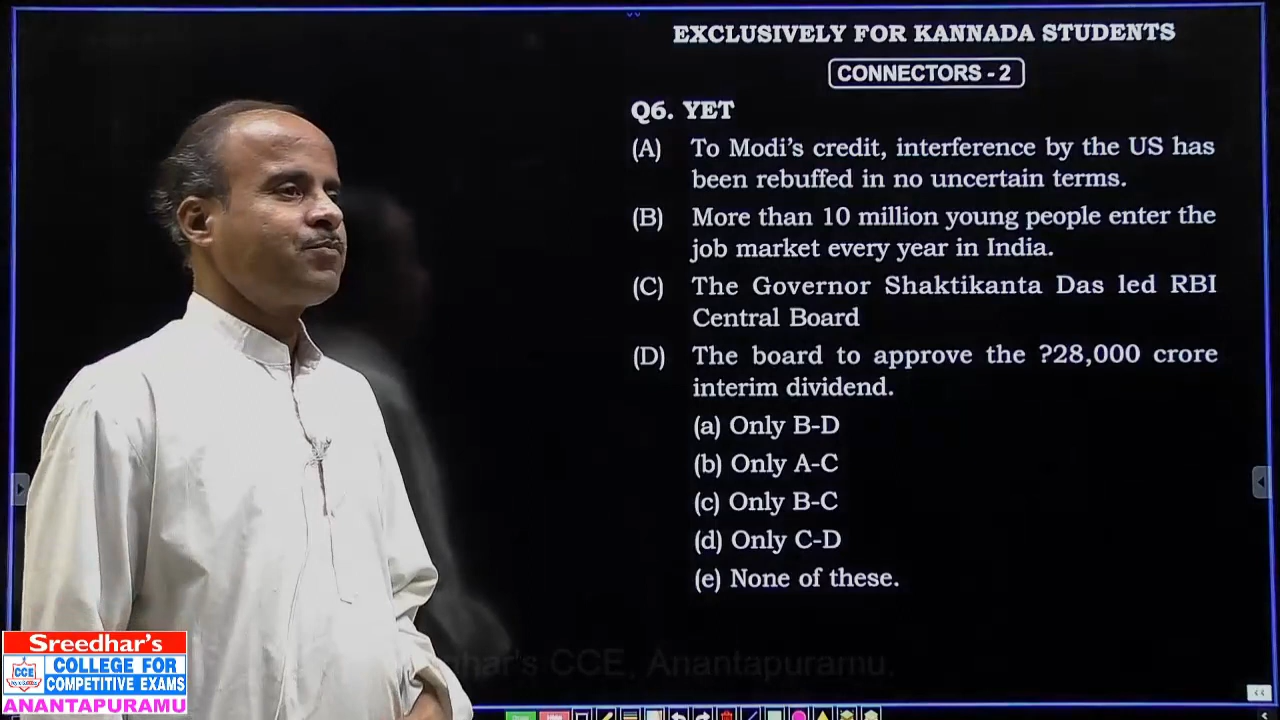 EXCLUSIVELY FOR KANNADA STUDENTS
CONNECTORS - 2
Q6. YET
(A) To Modi's credit, interference by the US has
been rebuffed in no uncertain terms.
(B) More than 10 million young people enter the
job market every year in India.
(C) The Governor Shaktikanta Das led RBI
Central Board
(D) The board to approve the ?28,000 crore
interim dividend.
(a) Only B-D
(b) Only A-C
(c) Only B-C
(d) Only C-D
(e) None of these.
Sreedhar's
CCE
COLLEGE FOR
COMPETITIVE EXAMS
ANANTAPURAMU
CCE, Anantapuramu.